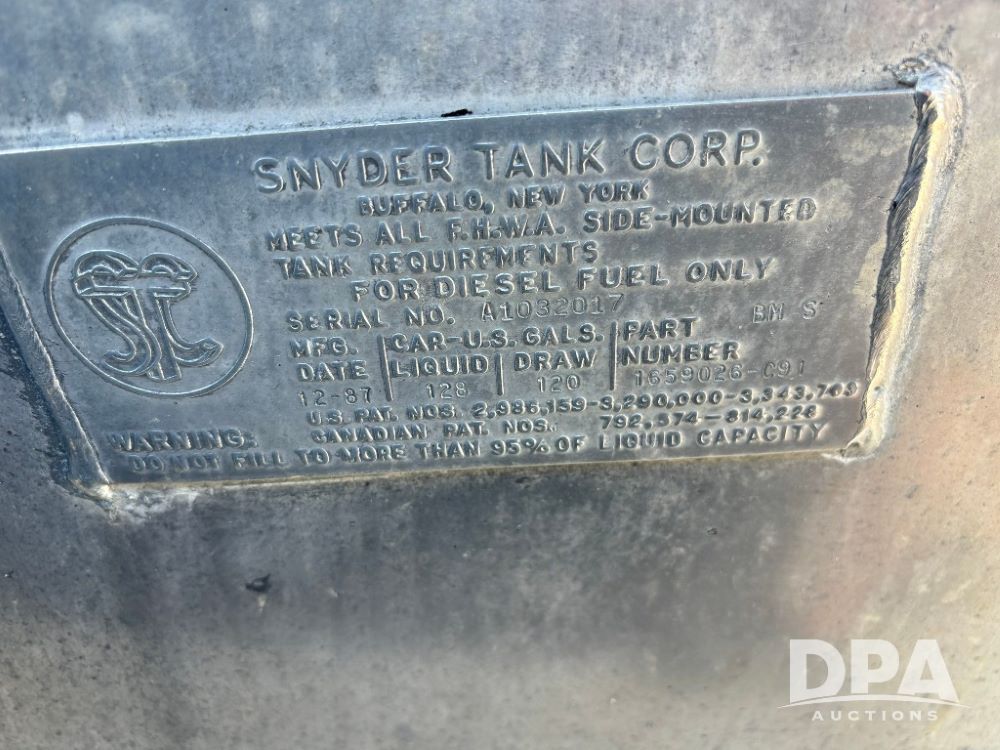 SNYDER TANK CORP.
BUFFALO, NEW YORK
MEETS ALL F.H.W.A. SIDE-MOUNTED
TANK REQUIREMENTS
FOR DIESEL FUEL ONLY
SERIAL NO. A1032017 BM S
MFG. DATE 12-87
CAP.-U.S. GALS.
LIQUID 128 DRAW 120
PART NUMBER 1659026-C91
U.S. PAT. NOS. 2,986,159-3,290,000-3,343,703
CANADIAN PAT. NOS. 792,574-814,228
WARNING:
DO NOT FILL TO MORE THAN 95% OF LIQUID CAPACITY
DPA
AUCTIONS